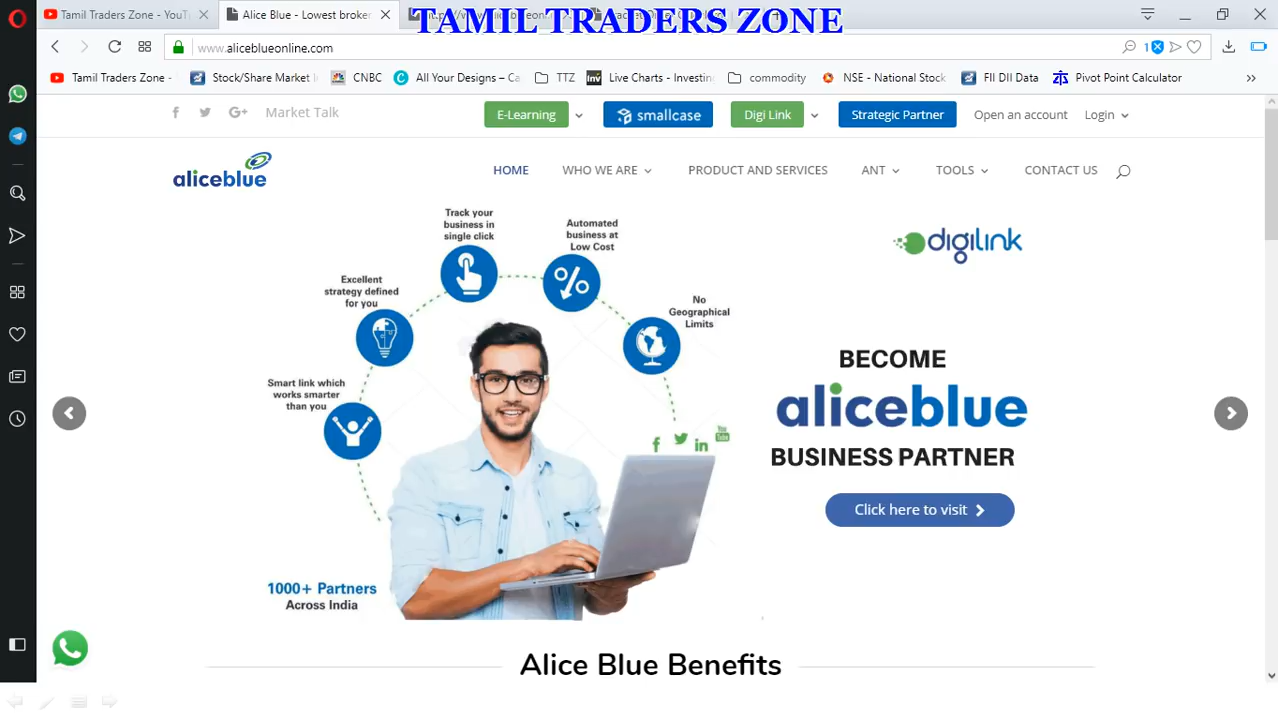 TAMIL TRADERS ZONE
Tamil Traders Zone - YouT
Alice Blue - Lowest broker
www.aliceblueonline.com
1
Tamil Traders Zone -
Stock/Share Market I
CNBC
All Your Designs – Ca
TTZ
Inv Live Charts - Investin
commodity
NSE - National Stock
FII DII Data
Pivot Point Calculator
Market Talk
E-Learning
smallcase
Digi Link
Strategic Partner
Open an account
Login
aliceblue
HOME
WHO WE ARE
PRODUCT AND SERVICES
ANT
TOOLS
CONTACT US
Track your
business in
single click
Automated
business at
Low Cost
Excellent
strategy defined
for you
No
Geographical
Limits
Smart link which
works smarter
than you
You
Tube
1000+ Partners
Across India
digilink
BECOME
aliceblue
BUSINESS PARTNER
Click here to visit
Alice Blue Benefits